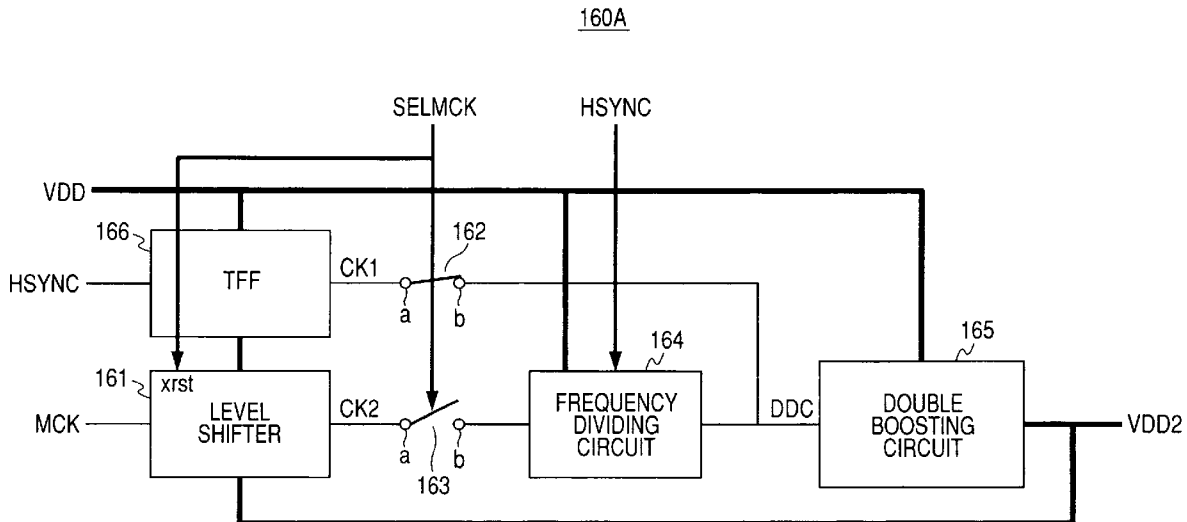 160A
SELMCK
HSYNC
VDD
166
162
HSYNC
TFF
CK1
a
b
164
165
161
xrst
MCK
LEVEL
SHIFTER
CK2
a
b
163
FREQUENCY
DIVIDING
CIRCUIT
DDC
DOUBLE
BOOSTING
CIRCUIT
VDD2